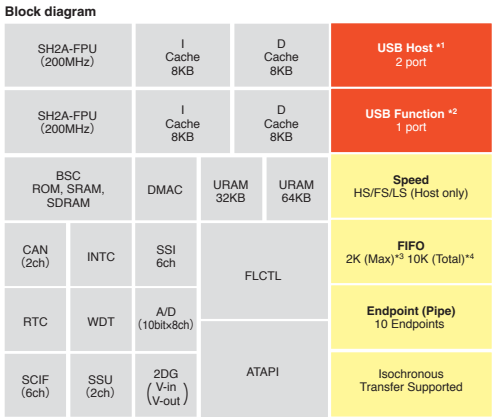 Block diagram
SH2A-FPU
(200MHz)
I
Cache
8KB
D
Cache
8KB
USB Host *1
2 port
SH2A-FPU
(200MHz)
I
Cache
8KB
D
Cache
8KB
USB Function *2
1 port
BSC
ROM, SRAM,
SDRAM
DMAC
URAM
32KB
URAM
64KB
Speed
HS/FS/LS (Host only)
CAN
(2ch)
INTC
SSI
6ch
FLCTL
FIFO
2K (Max)*3 10K (Total)*4
RTC
WDT
A/D
(10bit×8ch)
Endpoint (Pipe)
10 Endpoints
SCIF
(6ch)
SSU
(2ch)
2DG
(V-in
V-out)
ATAPI
Isochronous
Transfer Supported